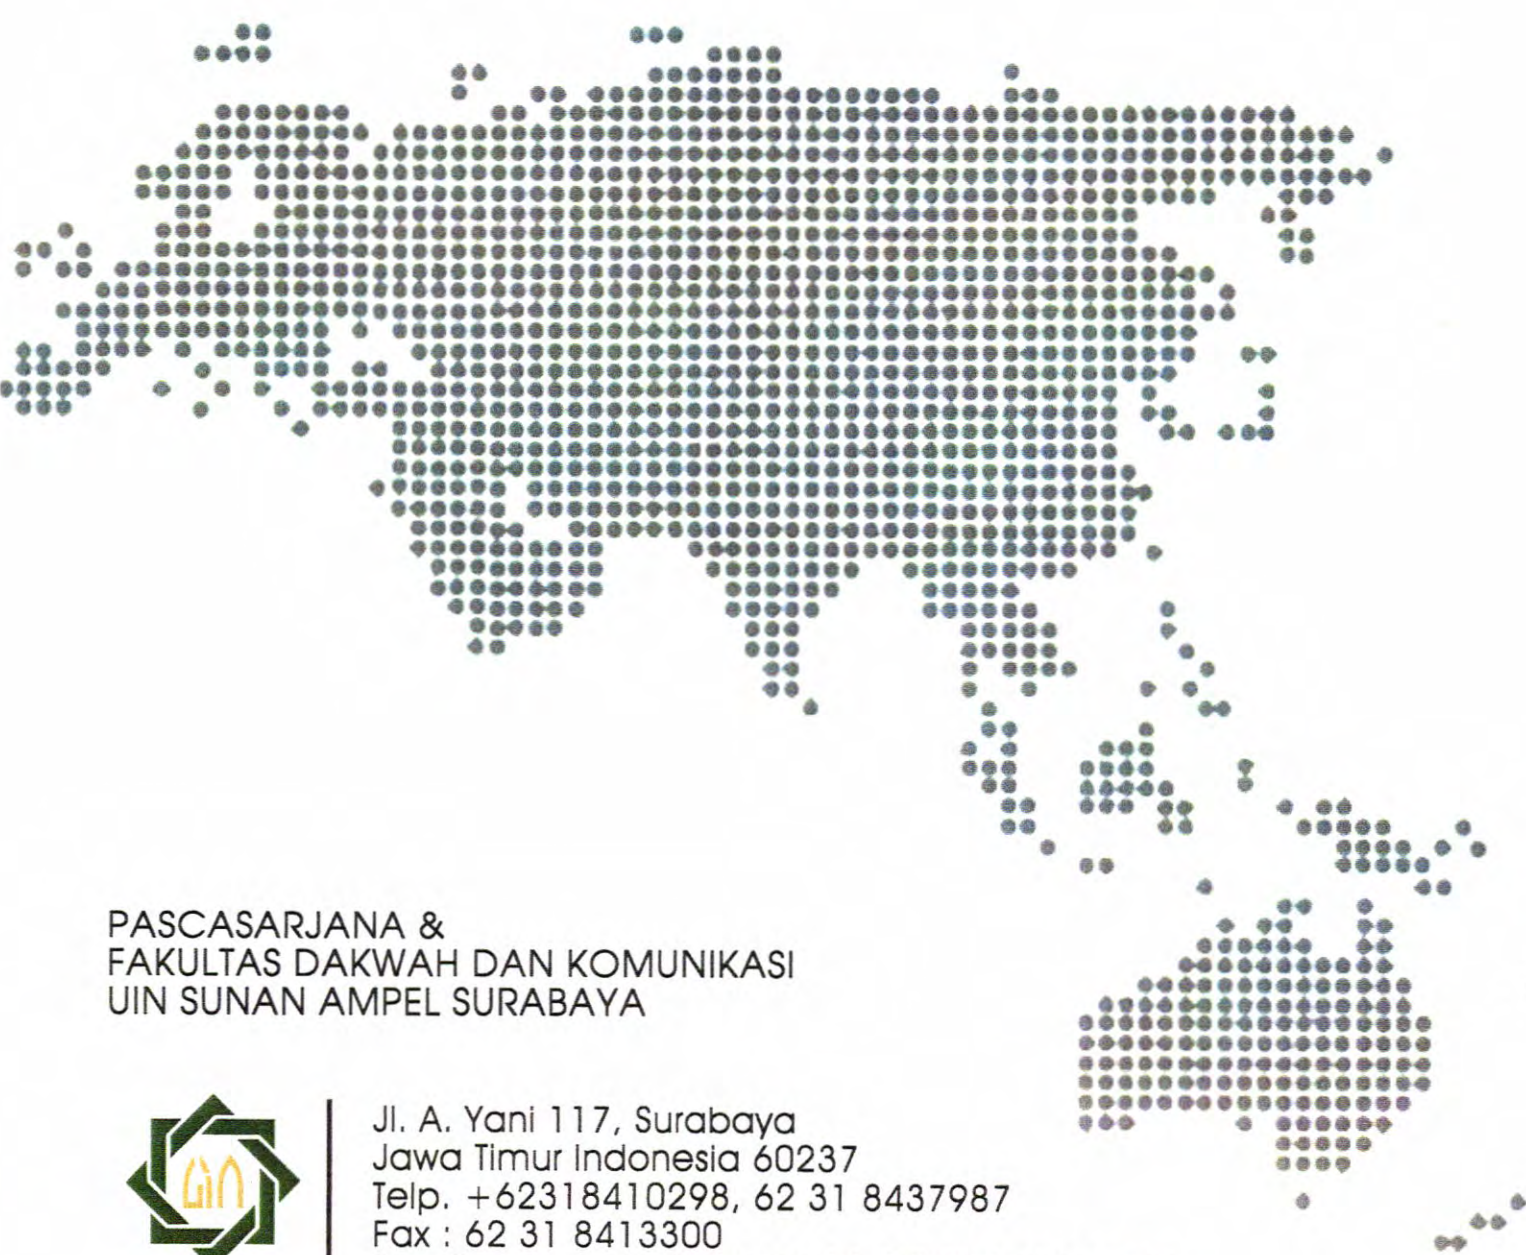 PASCASARJANA &
FAKULTAS DAKWAH DAN KOMUNIKASI
UIN SUNAN AMPEL SURABAYA
uin
Jl. A. Yani 117, Surabaya
Jawa Timur Indonesia 60237
Telp. +62318410298, 62 31 8437987
Fax : 62 31 8413300